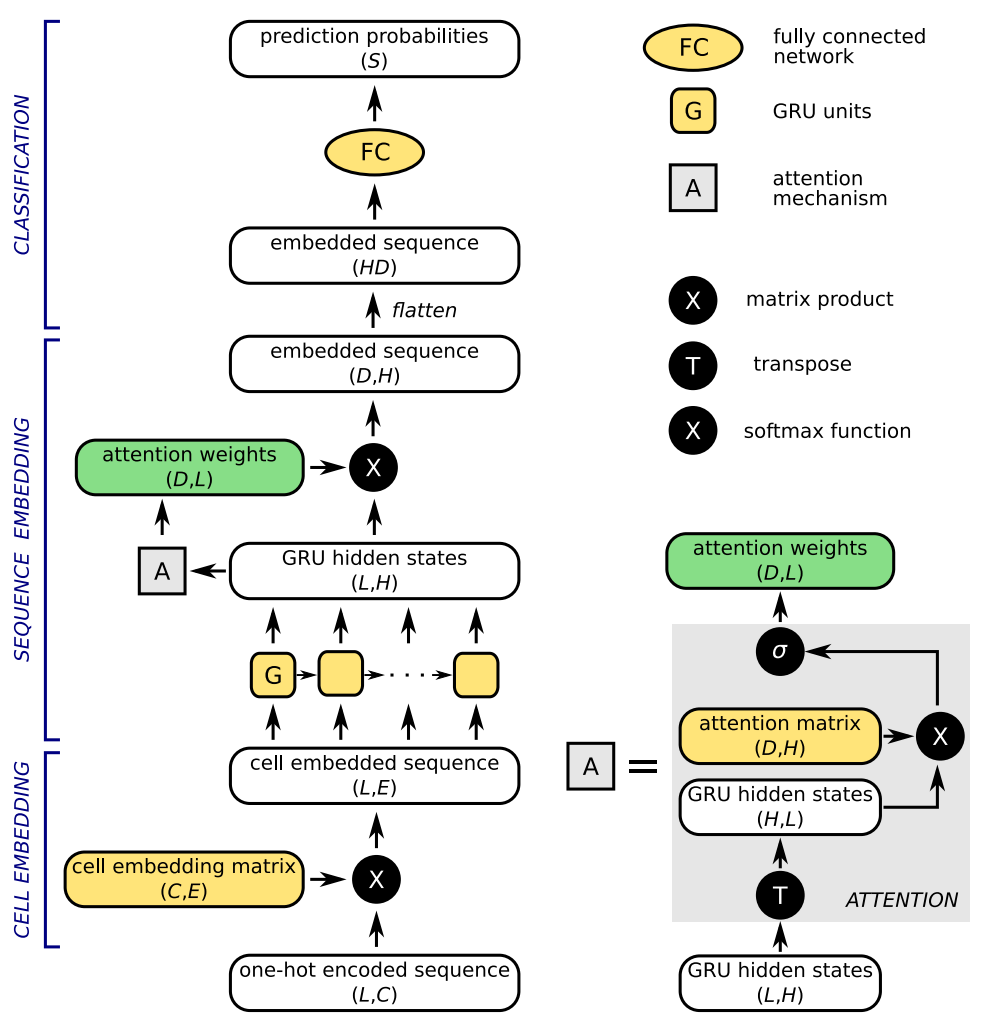 CLASSIFICATION
prediction probabilities
(S)
FC
embedded sequence
(HD)
flatten
SEQUENCE EMBEDDING
embedded sequence
(D,H)
attention weights
(D,L)
X
A
GRU hidden states
(L,H)
G
. . .
CELL EMBEDDING
cell embedded sequence
(L,E)
cell embedding matrix
(C,E)
X
one-hot encoded sequence
(L,C)
FC
fully connected
network
G
GRU units
A
attention
mechanism
X
matrix product
T
transpose
X
softmax function
attention weights
(D,L)
σ
attention matrix
(D,H)
X
A
=
GRU hidden states
(H,L)
T
ATTENTION
GRU hidden states
(L,H)